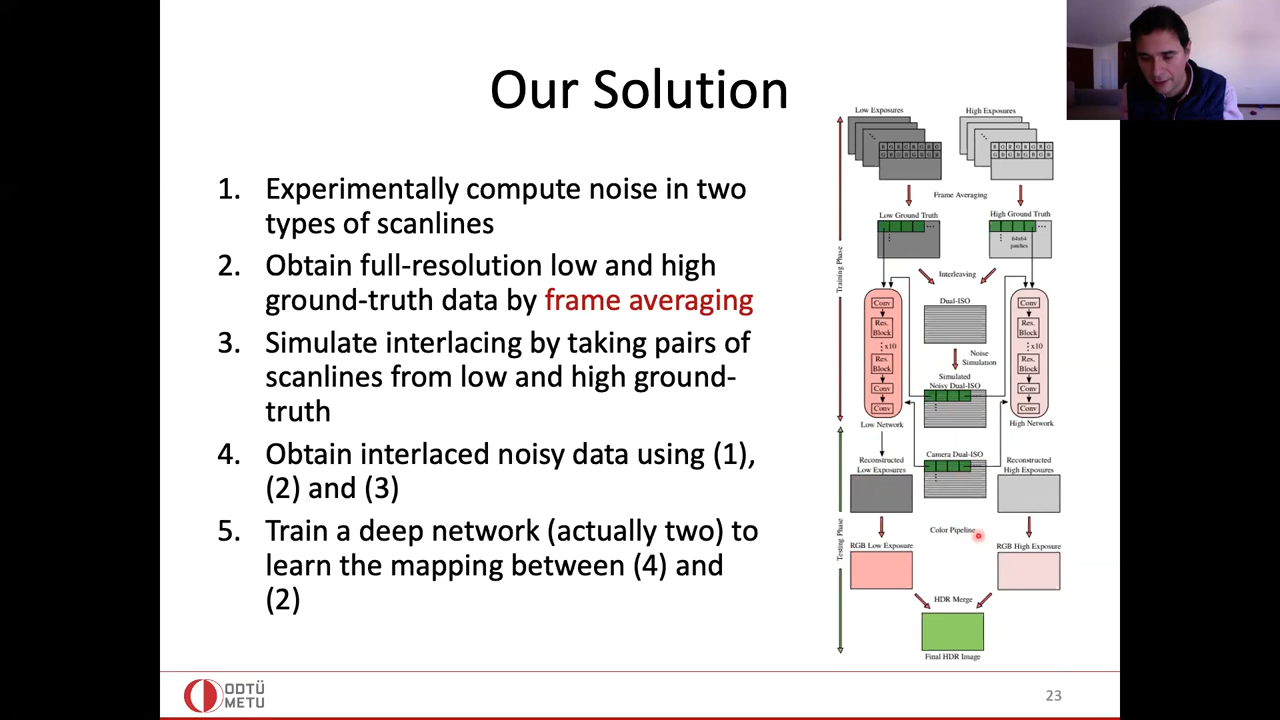 Our Solution
1. Experimentally compute noise in two
types of scanlines
2. Obtain full-resolution low and high
ground-truth data by frame averaging
3. Simulate interlacing by taking pairs of
scanlines from low and high ground-
truth
4. Obtain interlaced noisy data using (1),
(2) and (3)
5. Train a deep network (actually two) to
learn the mapping between (4) and
(2)
Low Exposures
High Exposures
R G R G R G R G
G B G B G B G B
R G R G R G R G
G B G B G B G B
Frame Averaging
Low Ground Truth
High Ground Truth
64x64
patches
Training Phase
Interleaving
Dual-ISO
Conv
Res.
Block
x10
Res.
Block
Conv
Conv
Conv
Res.
Block
x10
Res.
Block
Conv
Conv
Noise
Simulation
Simulated
Noisy Dual-ISO
Low Network
High Network
Camera Dual-ISO
Reconstructed
Low Exposures
Reconstructed
High Exposures
Testing Phase
Color Pipeline
RGB Low Exposure
RGB High Exposure
HDR Merge
Final HDR Image
ODTÜ
METU
23